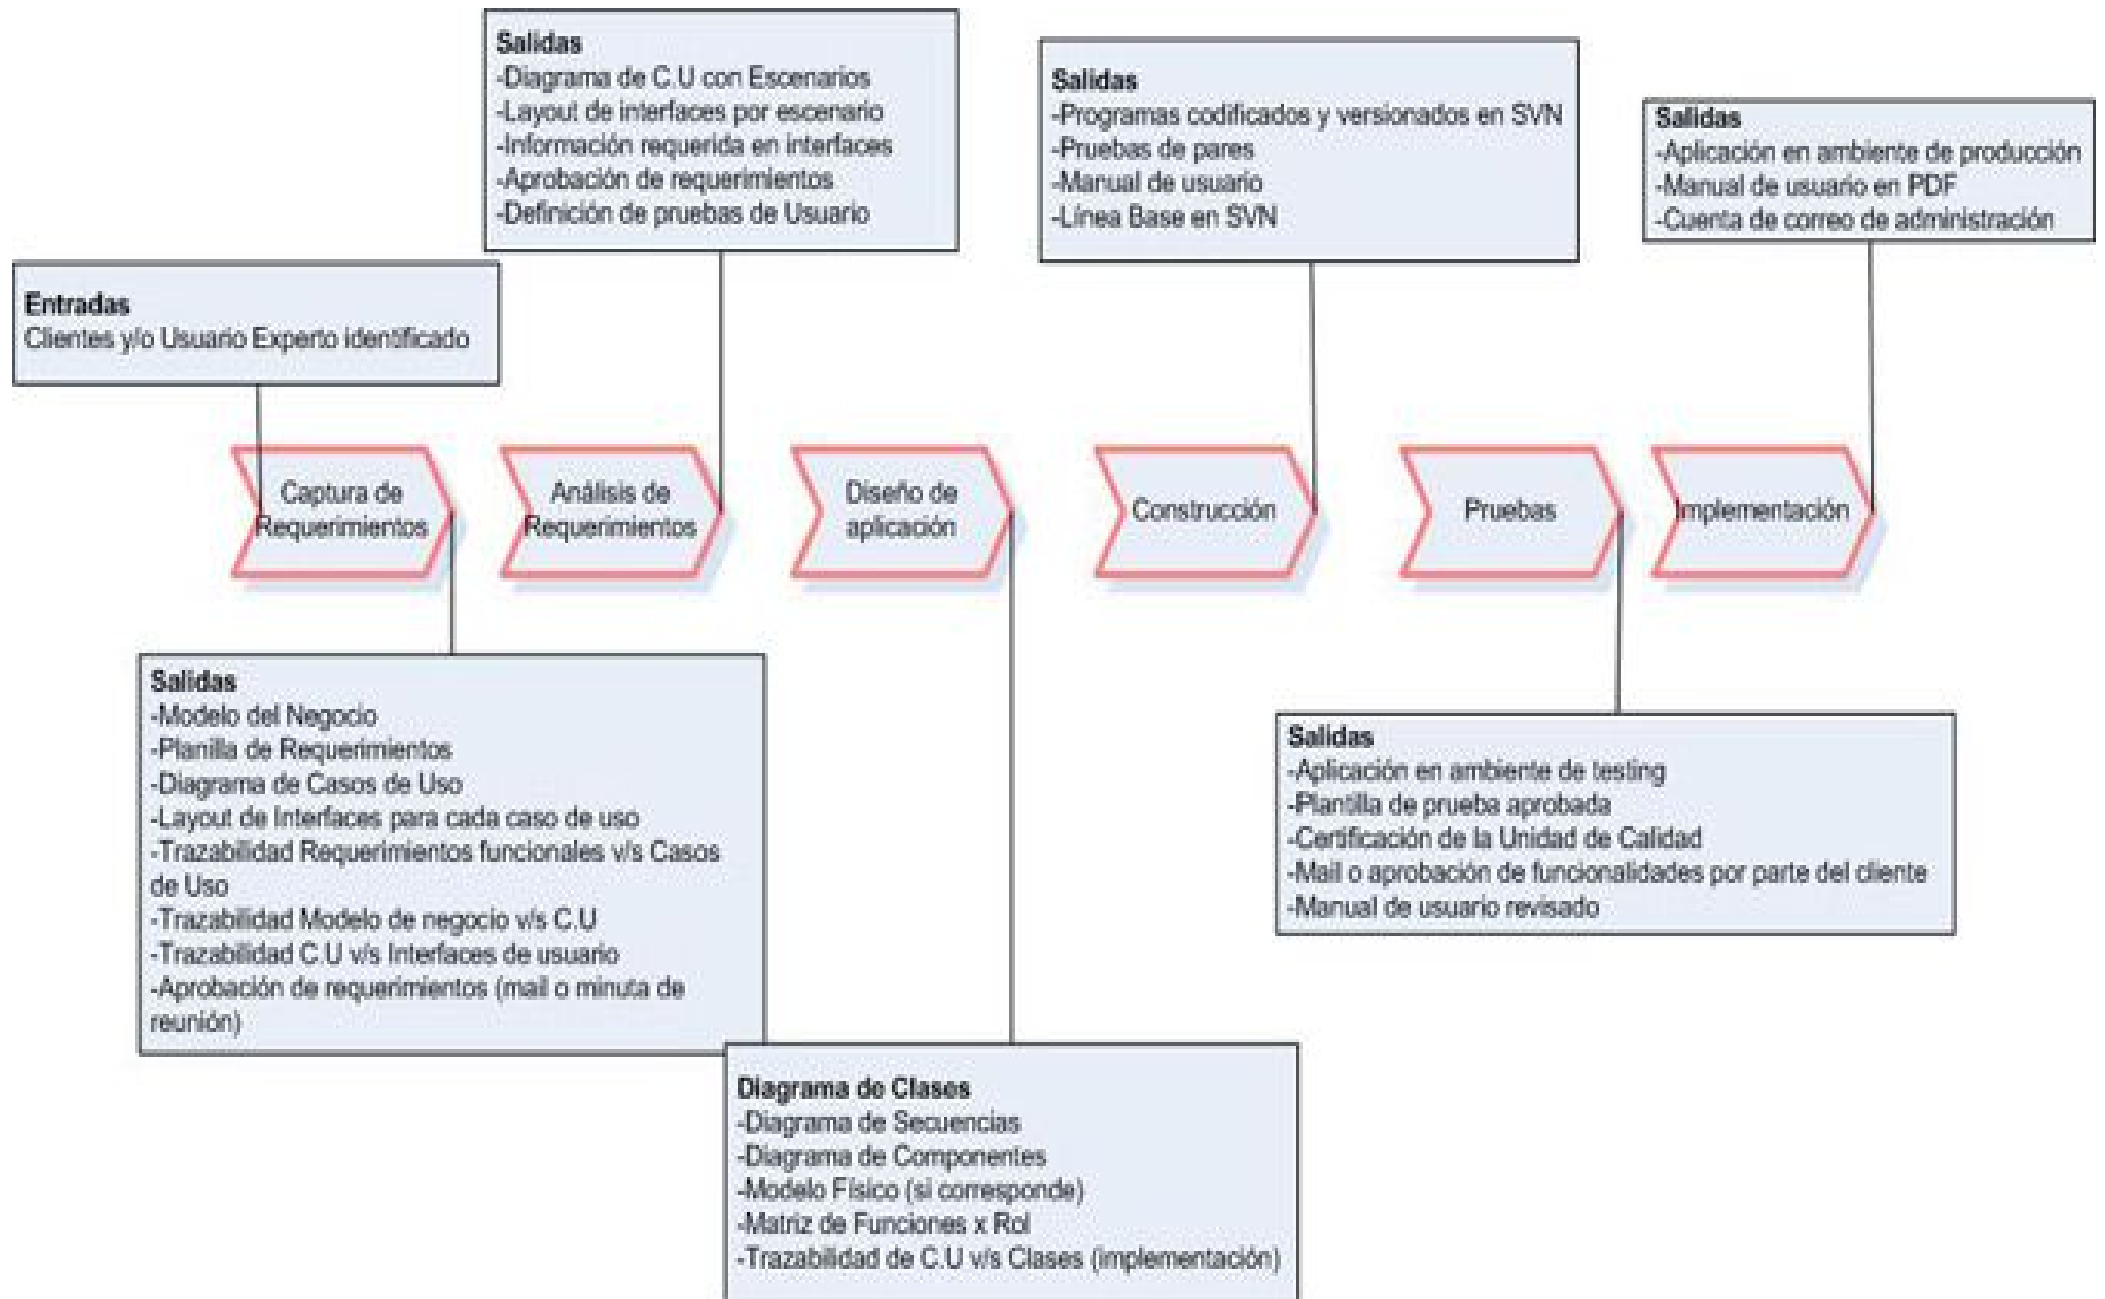 Salidas
-Diagrama de C.U con Escenarios
-Layout de interfaces por escenario
-Información requerida en interfaces
-Aprobación de requerimientos
-Definición de pruebas de Usuario
Salidas
-Programas codificados y versionados en SVN
-Pruebas de pares
-Manual de usuario
-Línea Base en SVN
Salidas
-Aplicación en ambiente de producción
-Manual de usuario en PDF
-Cuenta de correo de administración
Entradas
Clientes y/o Usuario Experto identificado
Captura de
Requerimientos
Análisis de
Requerimientos
Diseño de
aplicación
Construcción
Pruebas
Implementación
Salidas
-Modelo del Negocio
-Planilla de Requerimientos
-Diagrama de Casos de Uso
-Layout de Interfaces para cada caso de uso
-Trazabilidad Requerimientos funcionales v/s Casos
de Uso
-Trazabilidad Modelo de negocio v/s C.U
-Trazabilidad C.U v/s Interfaces de usuario
-Aprobación de requerimientos (mail o minuta de
reunión)
Salidas
-Aplicación en ambiente de testing
-Plantilla de prueba aprobada
-Certificación de la Unidad de Calidad
-Mail o aprobación de funcionalidades por parte del cliente
-Manual de usuario revisado
Diagrama de Clases
-Diagrama de Secuencias
-Diagrama de Componentes
-Modelo Físico (si corresponde)
-Matriz de Funciones x Rol
-Trazabilidad de C.U v/s Clases (implementación)